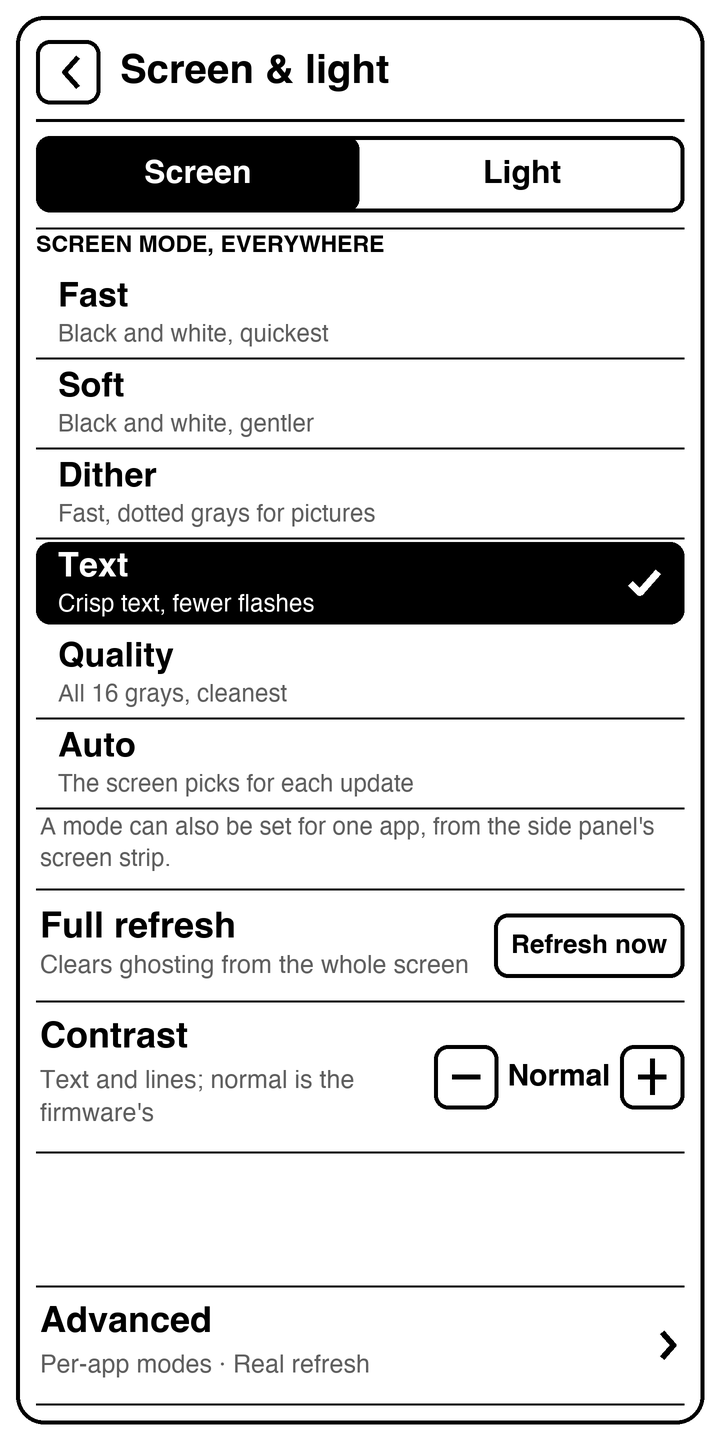 Screen & light
Screen
Light
SCREEN MODE, EVERYWHERE
Fast
Black and white, quickest
Soft
Black and white, gentler
Dither
Fast, dotted grays for pictures
Text
Crisp text, fewer flashes
Quality
All 16 grays, cleanest
Auto
The screen picks for each update
A mode can also be set for one app, from the side panel's
screen strip.
Full refresh
Clears ghosting from the whole screen
Refresh now
Contrast
Text and lines; normal is the
firmware's
Normal
Advanced
Per-app modes · Real refresh